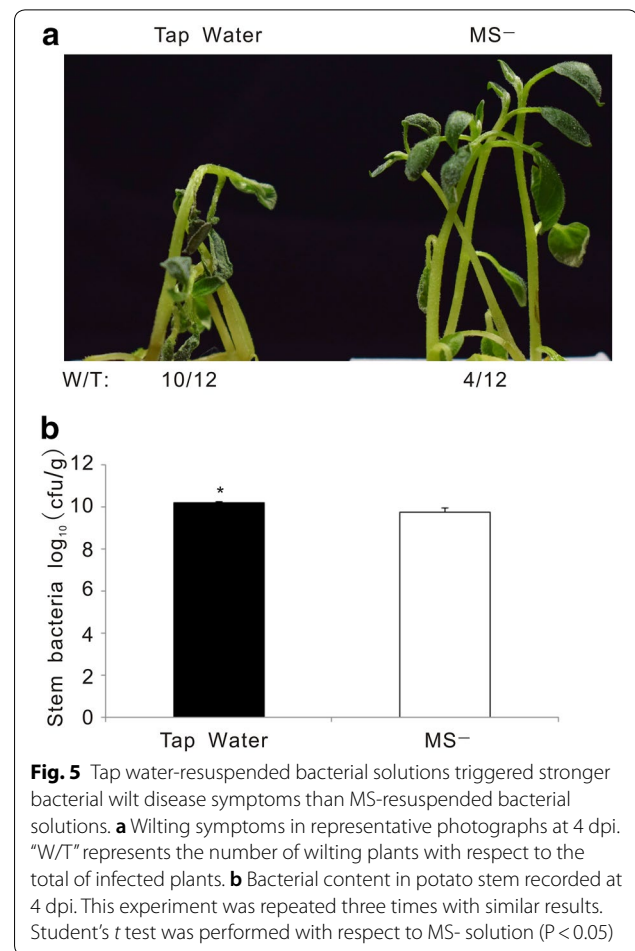 a
Tap Water MS−
W/T: 10/12 4/12
b
Stem bacteria log10 (cfu/g)
12
10
8
6
4
2
0
*
Tap Water MS−
Fig. 5 Tap water-resuspended bacterial solutions triggered stronger
bacterial wilt disease symptoms than MS-resuspended bacterial
solutions. a Wilting symptoms in representative photographs at 4 dpi.
“W/T” represents the number of wilting plants with respect to the
total of infected plants. b Bacterial content in potato stem recorded at
4 dpi. This experiment was repeated three times with similar results.
Student’s t test was performed with respect to MS- solution (P < 0.05)